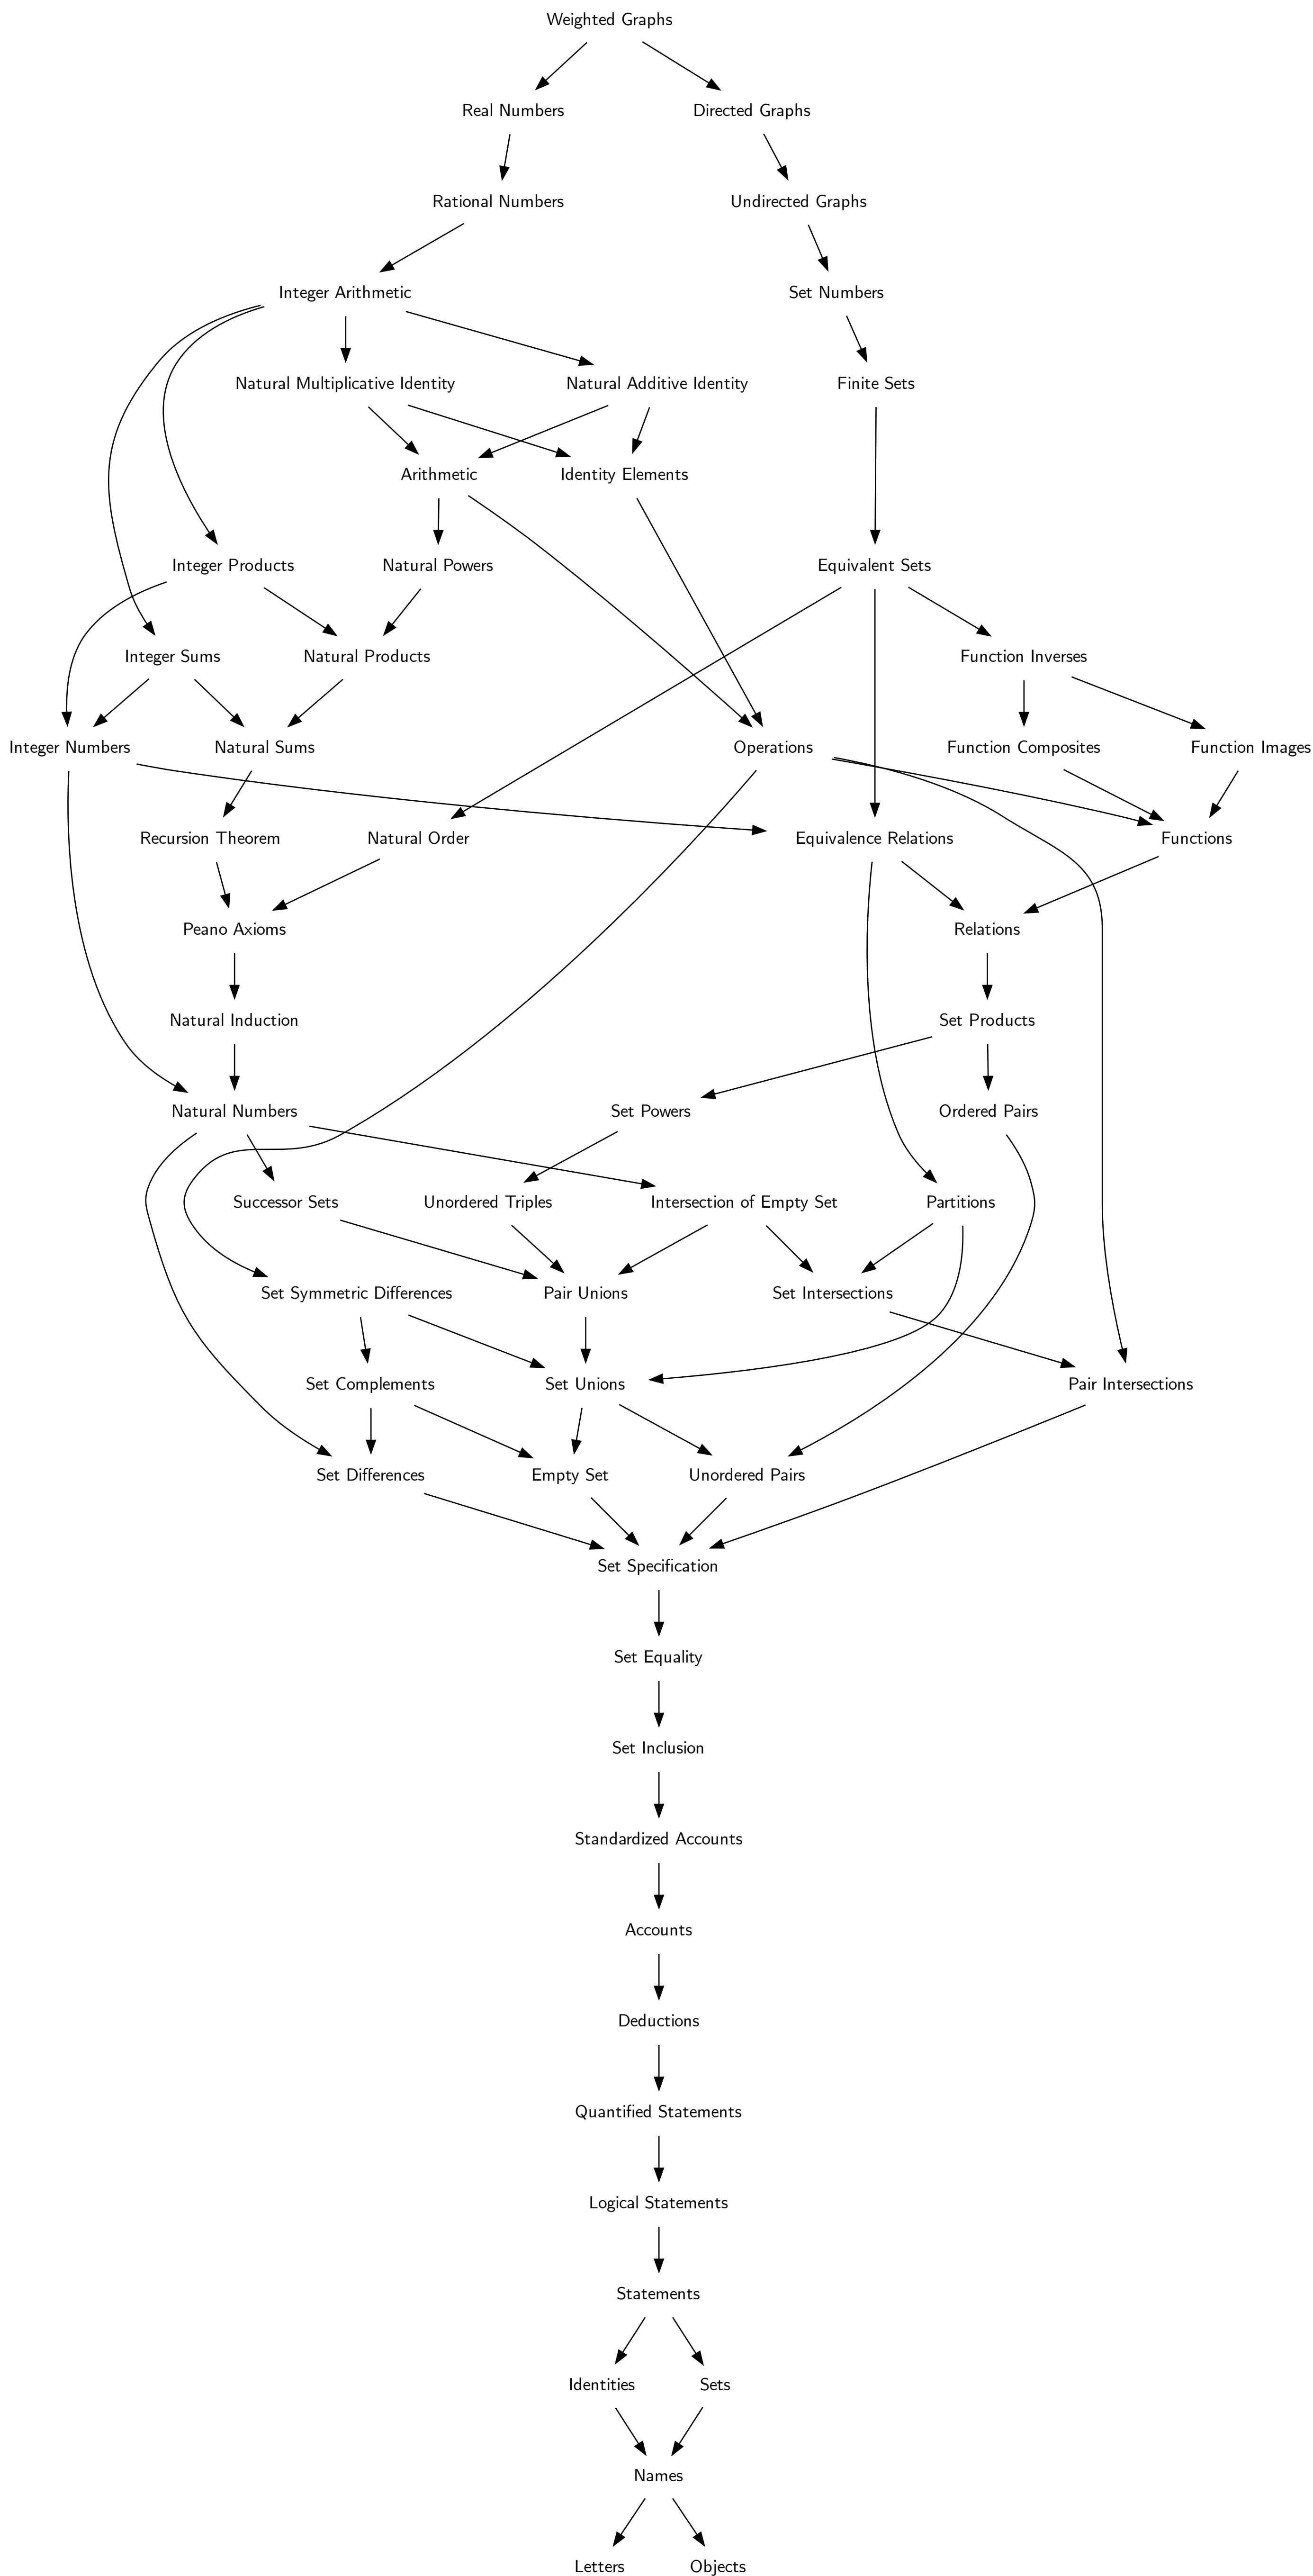 Weighted Graphs
Real Numbers
Directed Graphs
Rational Numbers
Undirected Graphs
Integer Arithmetic
Set Numbers
Natural Multiplicative Identity
Natural Additive Identity
Finite Sets
Arithmetic
Identity Elements
Integer Products
Natural Powers
Equivalent Sets
Integer Sums
Natural Products
Function Inverses
Integer Numbers
Natural Sums
Operations
Function Composites
Function Images
Recursion Theorem
Natural Order
Equivalence Relations
Functions
Peano Axioms
Relations
Natural Induction
Set Products
Natural Numbers
Set Powers
Ordered Pairs
Successor Sets
Unordered Triples
Intersection of Empty Set
Partitions
Set Symmetric Differences
Pair Unions
Set Intersections
Set Complements
Set Unions
Pair Intersections
Set Differences
Empty Set
Unordered Pairs
Set Specification
Set Equality
Set Inclusion
Standardized Accounts
Accounts
Deductions
Quantified Statements
Logical Statements
Statements
Identities
Sets
Names
Letters
Objects